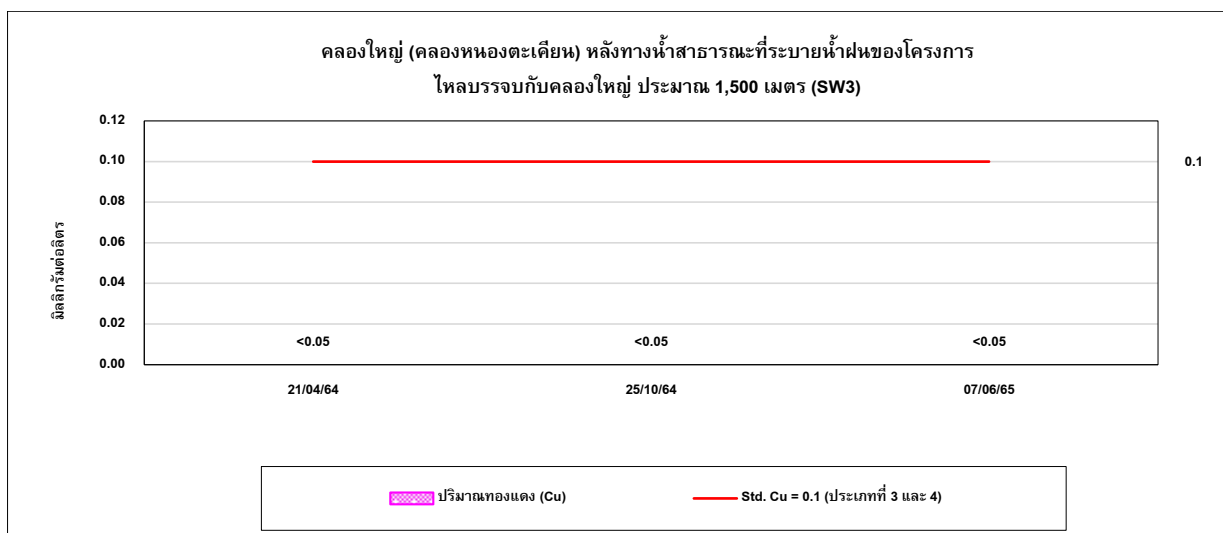 คลองใหญ่ (คลองหนองตะเคียน) หลังทางน้ำสาธารณะที่ระบายน้ำฝนของโครงการ
ไหลบรรจบกับคลองใหญ่ ประมาณ 1,500 เมตร (SW3)
มิลลิกรัมต่อลิตร
0.12
0.10
0.08
0.06
0.04
0.02
0.00
0.1
<0.05 <0.05 <0.05
21/04/64 25/10/64 07/06/65
ปริมาณทองแดง (Cu) Std. Cu = 0.1 (ประเภทที่ 3 และ 4)